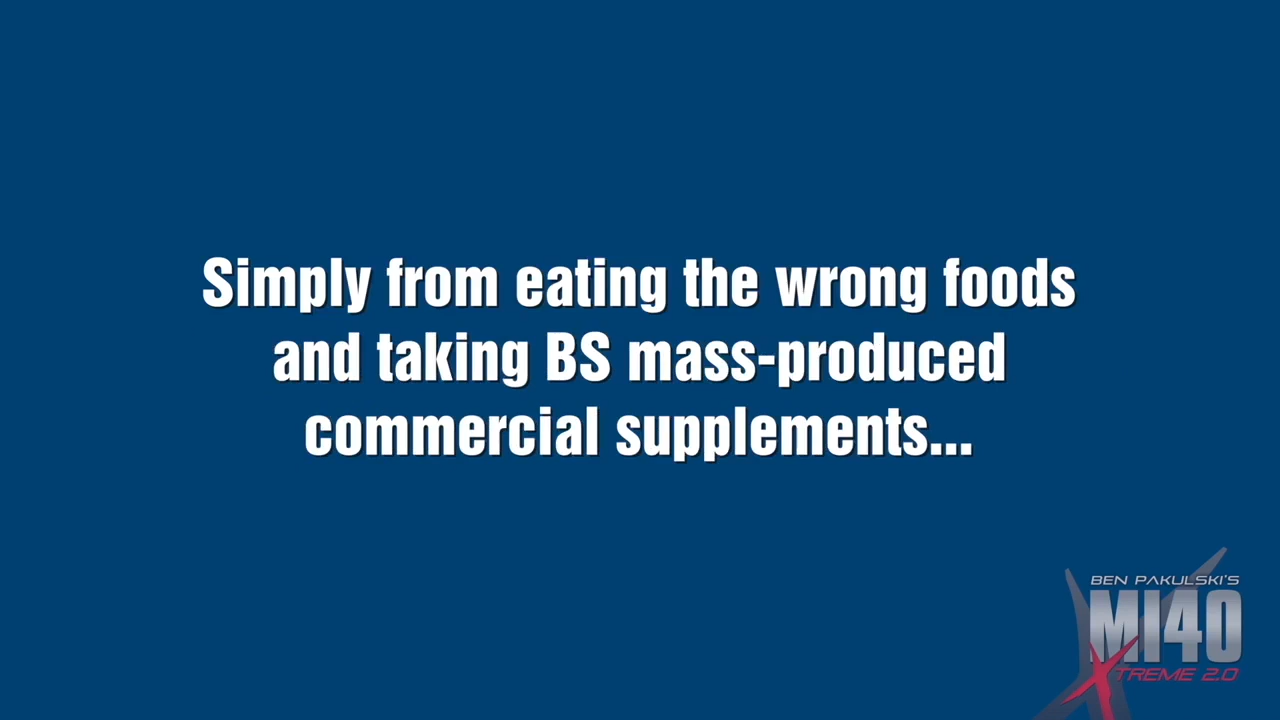 Simply from eating the wrong foods
and taking BS mass-produced
commercial supplements...
BEN PAKULSKI'S
MI40
XTREME 2.0